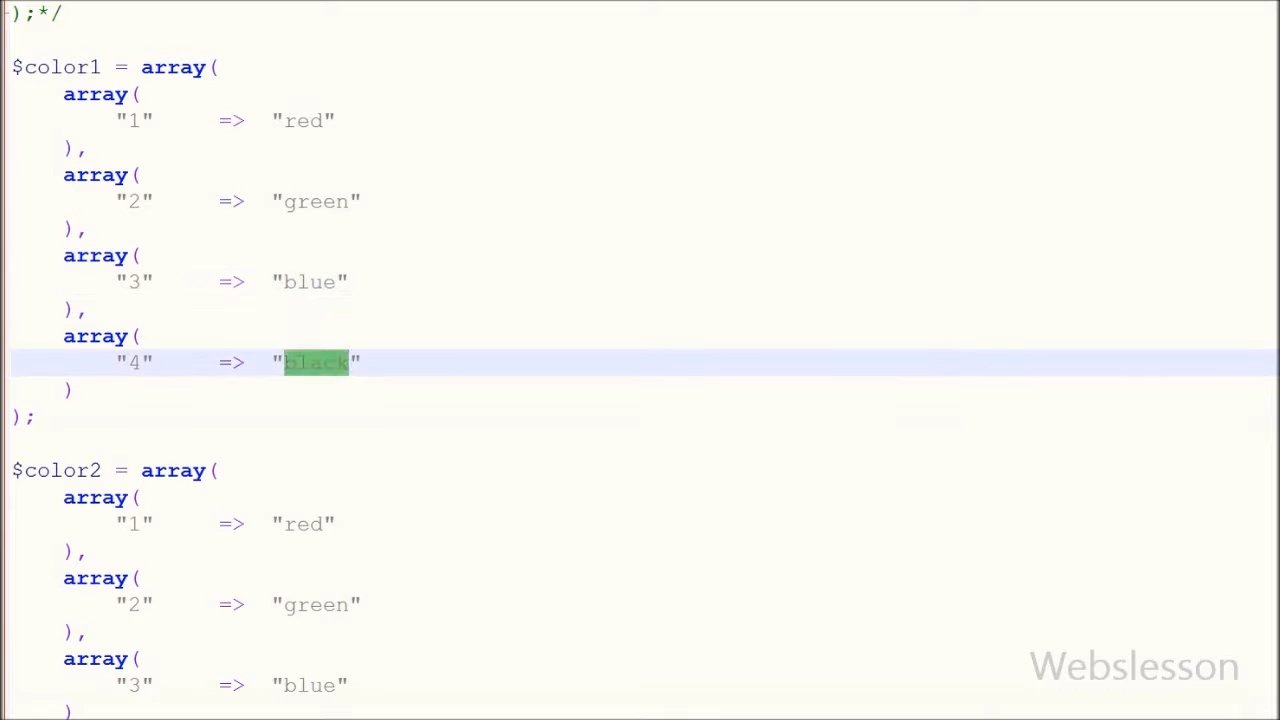 );*/
$color1 = array(
array(
"1" => "red"
),
array(
"2" => "green"
),
array(
"3" => "blue"
),
array(
"4" => "black"
)
);
$color2 = array(
array(
"1" => "red"
),
array(
"2" => "green"
),
array(
"3" => "blue"
)
Webslesson